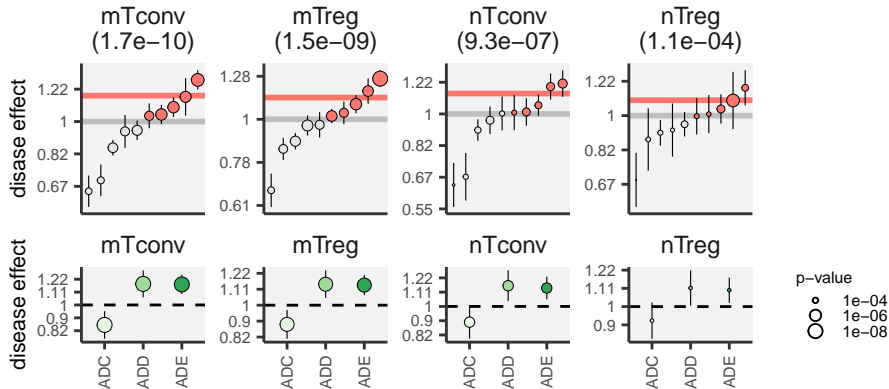 mTconv
(1.7e−10)
mTreg
(1.5e−09)
nTconv
(9.3e−07)
nTreg
(1.1e−04)
disase effect
1.22
1
0.82
0.67
1.28
1
0.78
0.61
1.22
1
0.82
0.67
0.55
1.22
1
0.82
0.67
mTconv
mTreg
nTconv
nTreg
disease effect
1.22
1.11
1
0.9
0.82
1.22
1.11
1
0.9
0.82
1.22
1.11
1
0.9
0.82
1.22
1.11
1
0.9
ADC
ADD
ADE
ADC
ADD
ADE
ADC
ADD
ADE
ADC
ADD
ADE
p−value
1e−04
1e−06
1e−08